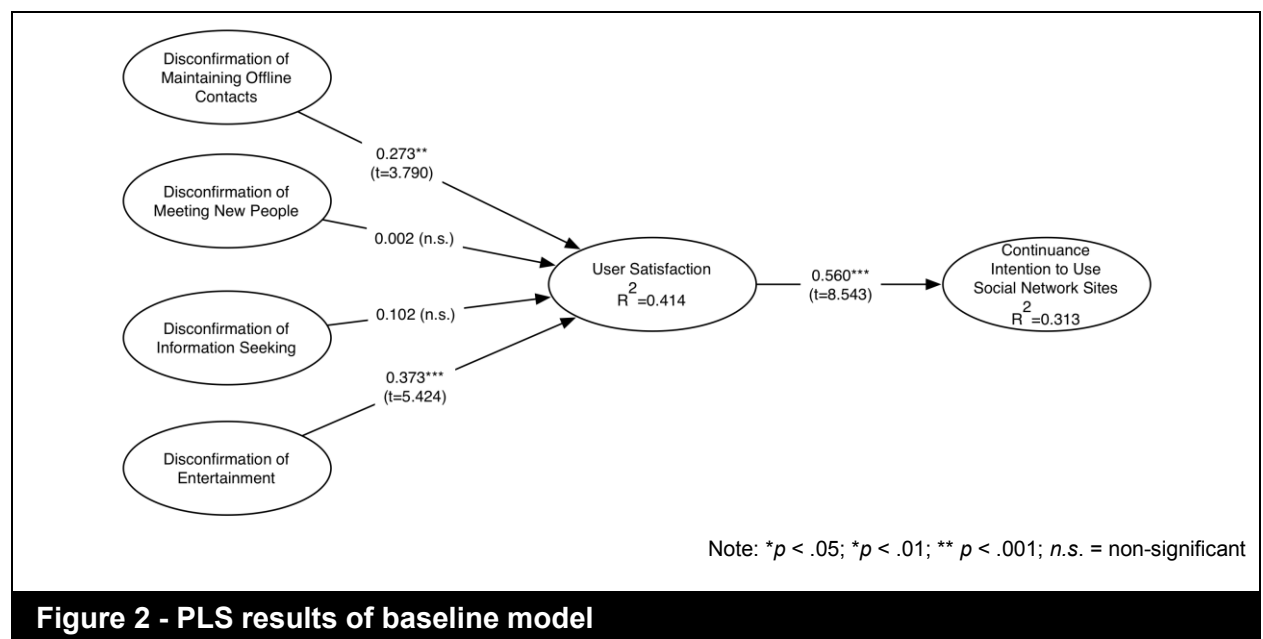 Disconfirmation of
Maintaining Offline
Contacts
0.273**
(t=3.790)
Disconfirmation of
Meeting New People
0.002 (n.s.)
Disconfirmation of
Information Seeking
0.102 (n.s.)
Disconfirmation of
Entertainment
0.373***
(t=5.424)
User Satisfaction
R²=0.414
0.560***
(t=8.543)
Continuance
Intention to Use
Social Network Sites
R²=0.313
Note: *p < .05; *p < .01; ** p < .001; n.s. = non-significant
Figure 2 - PLS results of baseline model